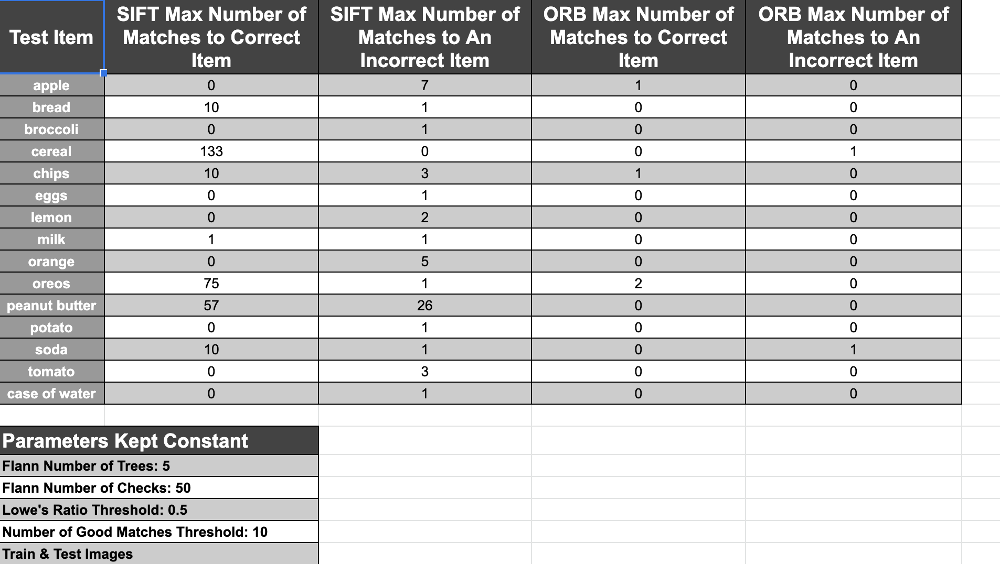 Test Item
SIFT Max Number of
Matches to Correct
Item
SIFT Max Number of
Matches to An
Incorrect Item
ORB Max Number of
Matches to Correct
Item
ORB Max Number of
Matches to An
Incorrect Item
apple 0 7 1 0
bread 10 1 0 0
broccoli 0 1 0 0
cereal 133 0 0 1
chips 10 3 1 0
eggs 0 1 0 0
lemon 0 2 0 0
milk 1 1 0 0
orange 0 5 0 0
oreos 75 1 2 0
peanut butter 57 26 0 0
potato 0 1 0 0
soda 10 1 0 1
tomato 0 3 0 0
case of water 0 1 0 0
Parameters Kept Constant
Flann Number of Trees: 5
Flann Number of Checks: 50
Lowe's Ratio Threshold: 0.5
Number of Good Matches Threshold: 10
Train & Test Images